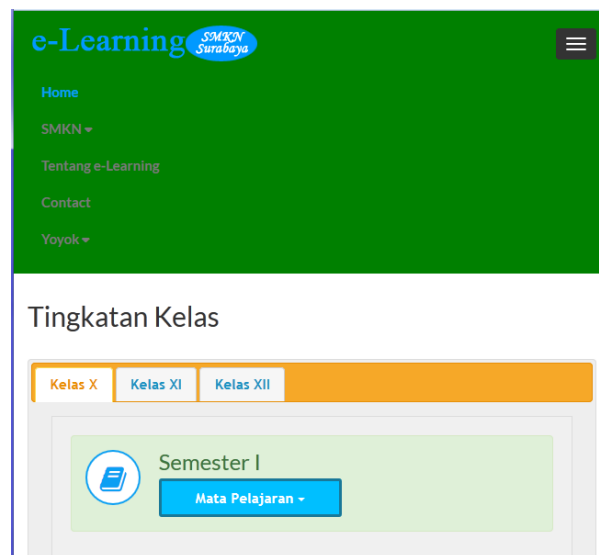 e-Learning SMKN Surabaya
Home
SMKN
Tentang e-Learning
Contact
Yoyok
Tingkatan Kelas
Kelas X Kelas XI Kelas XII
Semester I
Mata Pelajaran